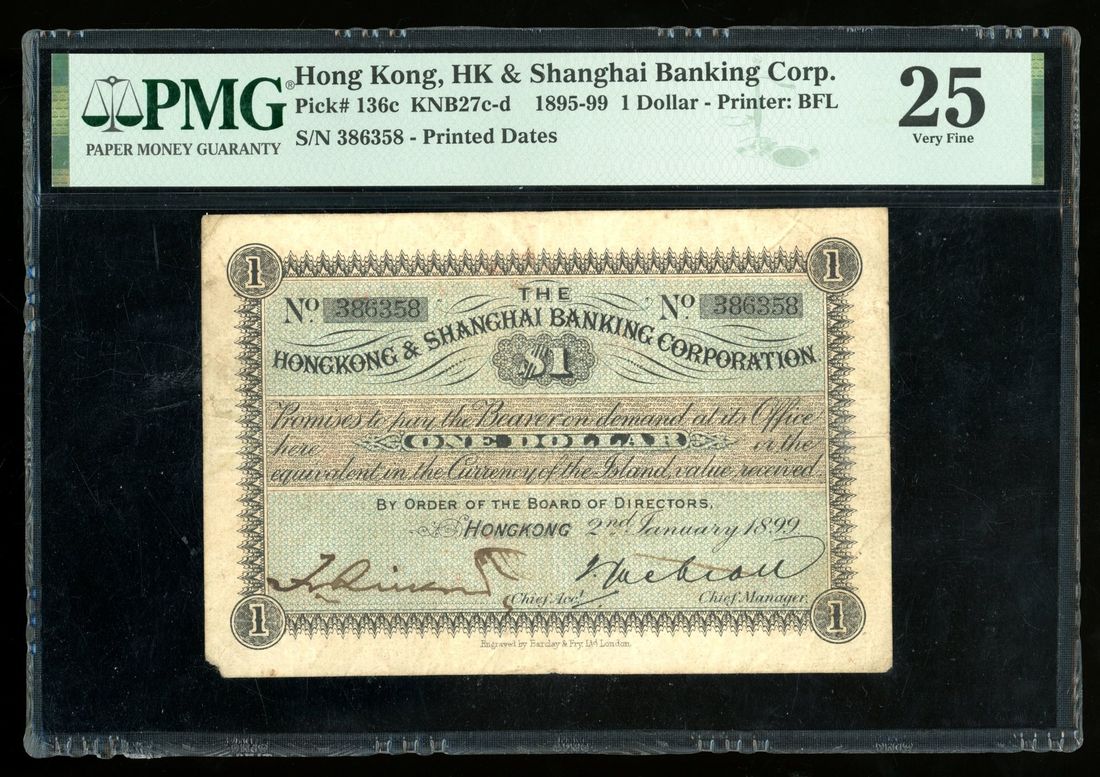 PMG®
PAPER MONEY GUARANTY
Hong Kong, HK & Shanghai Banking Corp.
Pick# 136c KNB27c-d 1895-99 1 Dollar - Printer: BFL
S/N 386358 - Printed Dates
25
Very Fine
1 1
THE
No. 386358 No. 386358
HONGKONG & SHANGHAI BANKING CORPORATION
$1
Promises to pay the Bearer on demand at its Office
here ONE DOLLAR or the
equivalent in the Currency of the Island, value received.
BY ORDER OF THE BOARD OF DIRECTORS,
HONGKONG 2nd January 1899
Chief Acct. Chief Manager.
1 1
Engraved by Barclay & Fry, Ltd London.